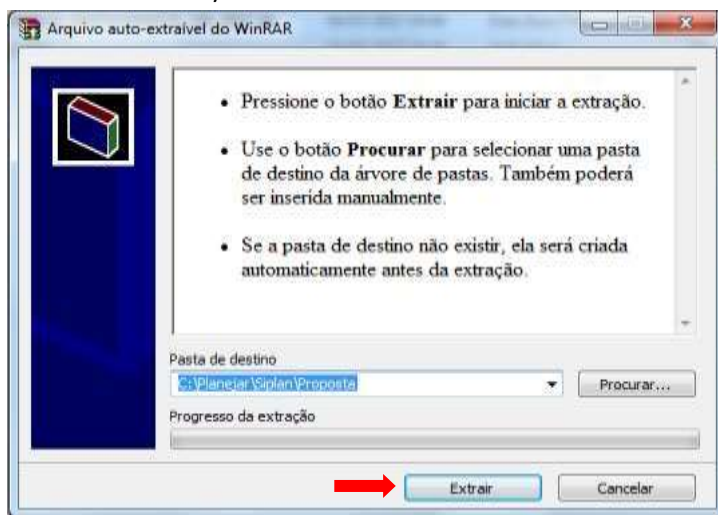 Arquivo auto-extraível do WinRAR
• Pressione o botão Extrair para iniciar a extração.
• Use o botão Procurar para selecionar uma pasta
de destino da árvore de pastas. Também poderá
ser inserida manualmente.
• Se a pasta de destino não existir, ela será criada
automaticamente antes da extração.
Pasta de destino
C:\Planejar\Siplan\Proposta
Procurar...
Progresso da extração
Extrair
Cancelar